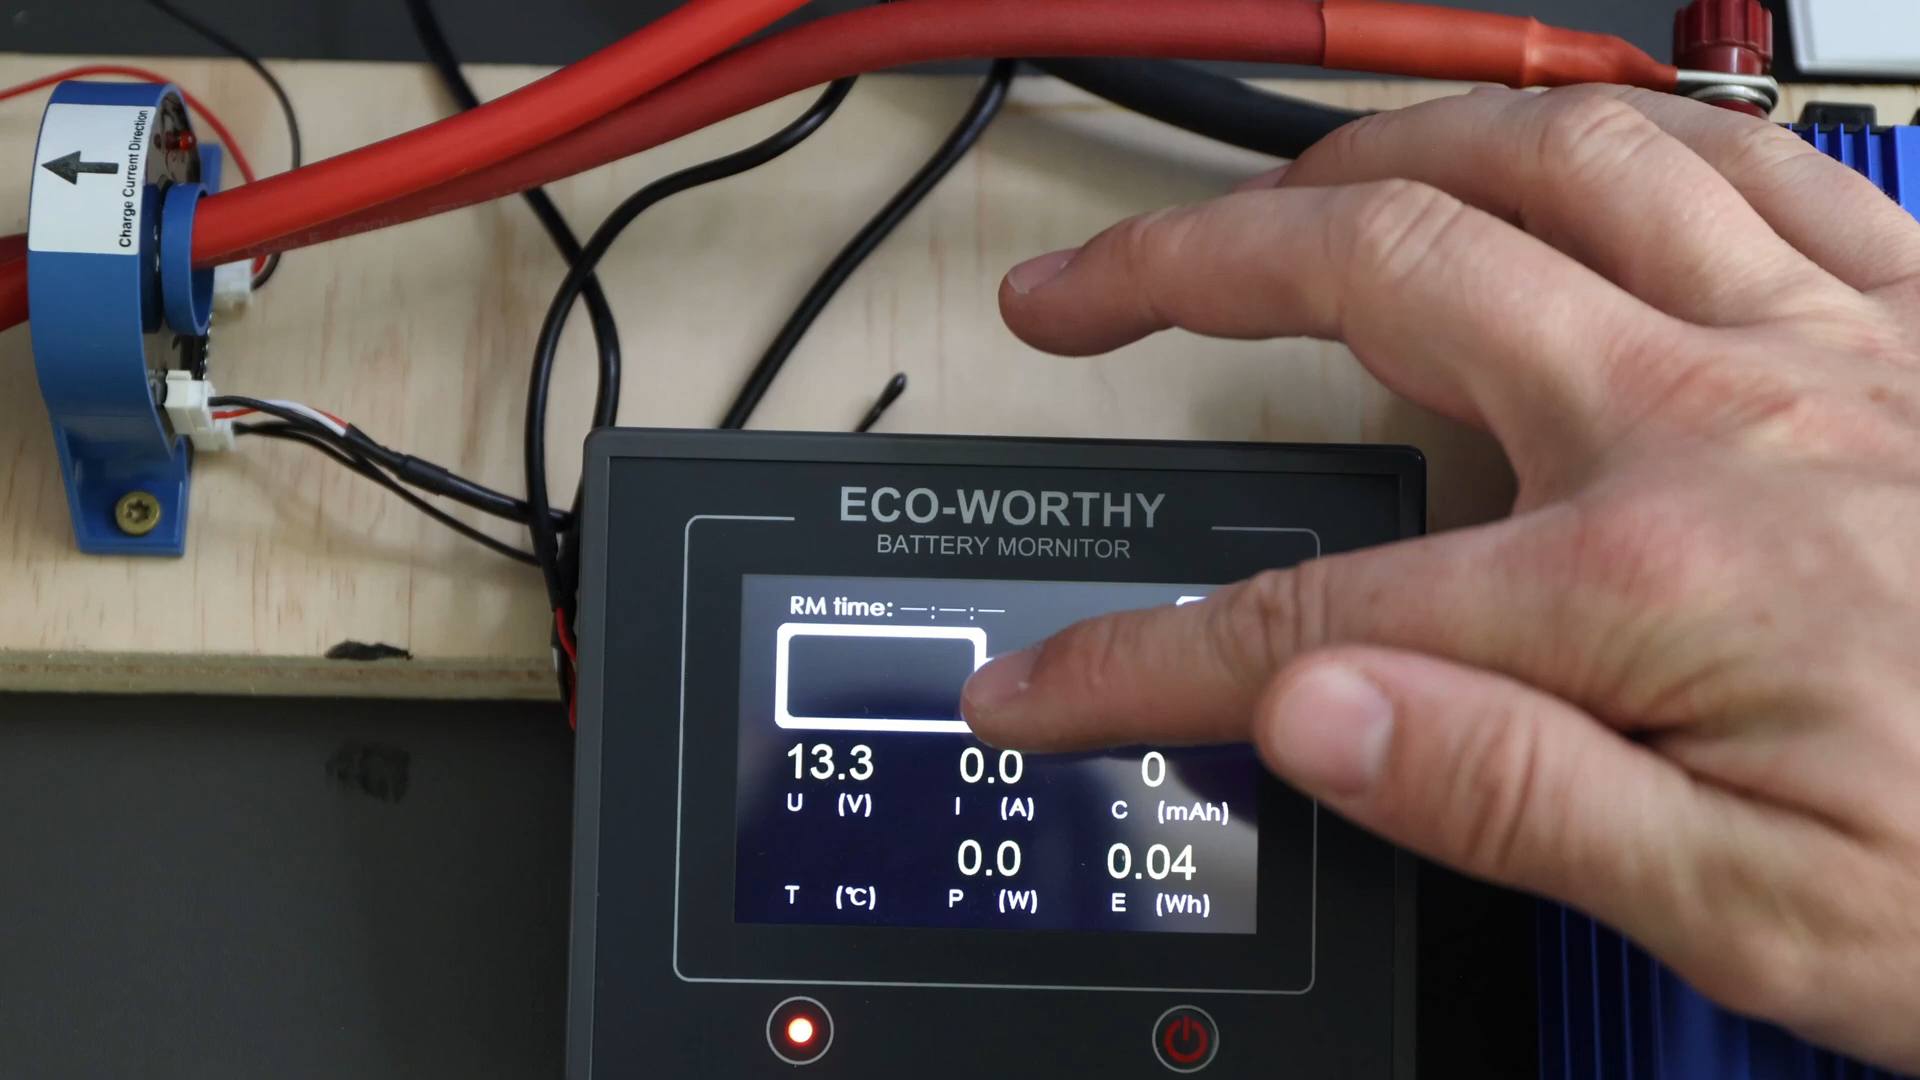 Charge Current Direction
ECO-WORTHY
BATTERY MORNITOR
RM time: —:—:—
13.3 0.0 0
U (V) I (A) C (mAh)
0.0 0.04
T (℃) P (W) E (Wh)